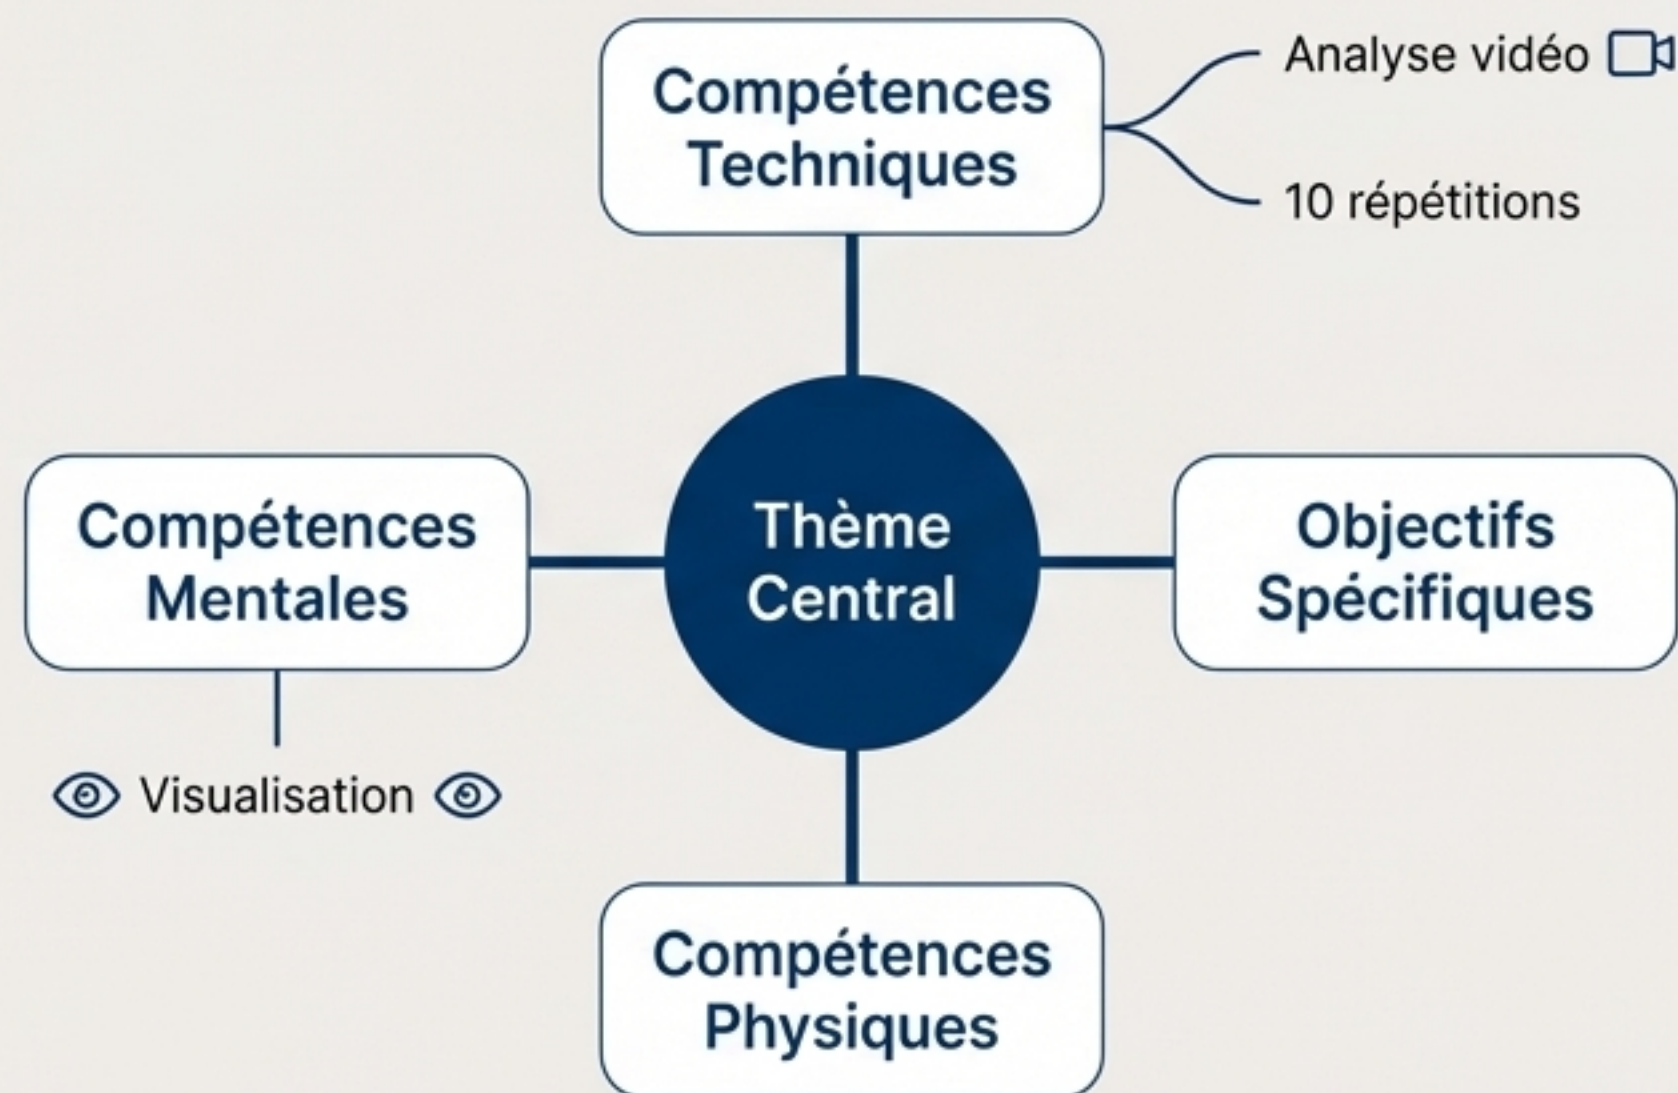 Compétences
Techniques
Analyse vidéo
10 répétitions
Compétences
Mentales
Thème
Central
Objectifs
Spécifiques
Visualisation
Compétences
Physiques